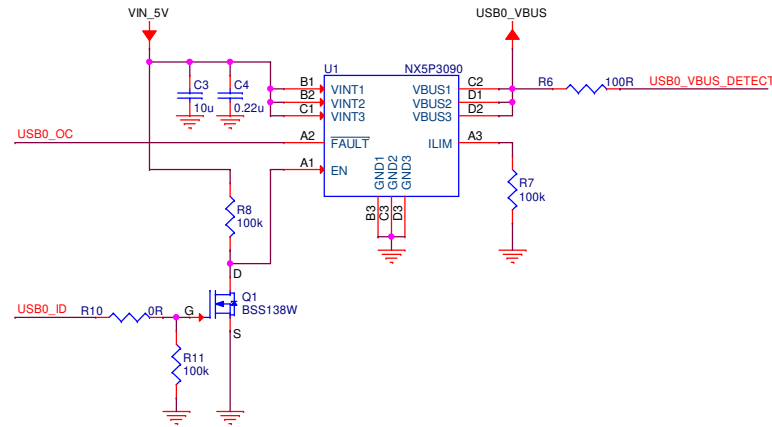 VIN_5V
USB0_VBUS
U1
NX5P3090
C3
10u
C4
0.22u
B1
B2
C1
VINT1
VINT2
VINT3
VBUS1
VBUS2
VBUS3
C2
D1
D2
R6
100R
USB0_VBUS_DETECT
USB0_OC
A2
FAULT
ILIM
A3
A1
EN
GND1
GND2
GND3
B3
C3
D3
R7
100k
R8
100k
D
Q1
BSS138W
USB0_ID
R10
0R
G
S
R11
100k